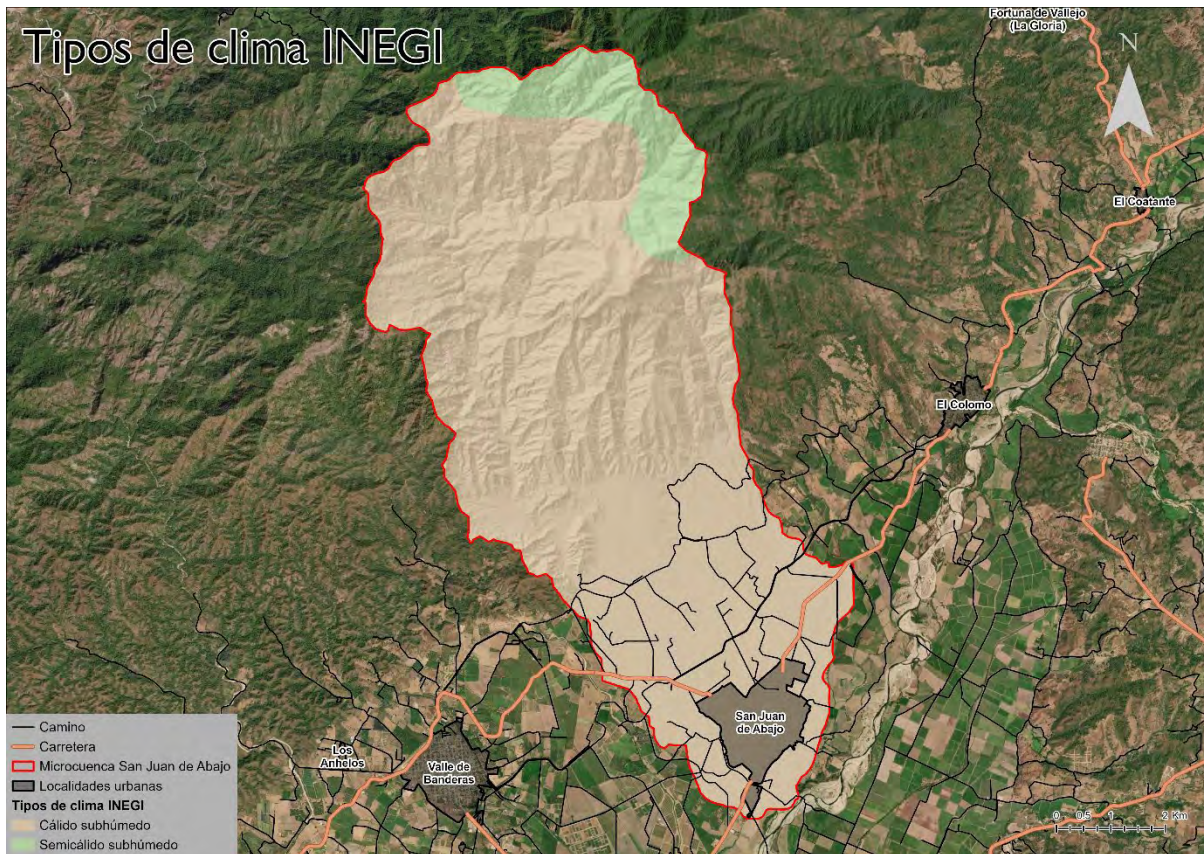 Tipos de clima INEGI
Fortuna de Vallejo
(La Gloria)
N
El Coatante
El Colomo
San Juan
de Abajo
Los
Anhelos
Valle de
Banderas
Camino
Carretera
Microcuenca San Juan de Abajo
Localidades urbanas
Tipos de clima INEGI
Cálido subhúmedo
Semicálido subhúmedo
0 0.5 1 2 Km